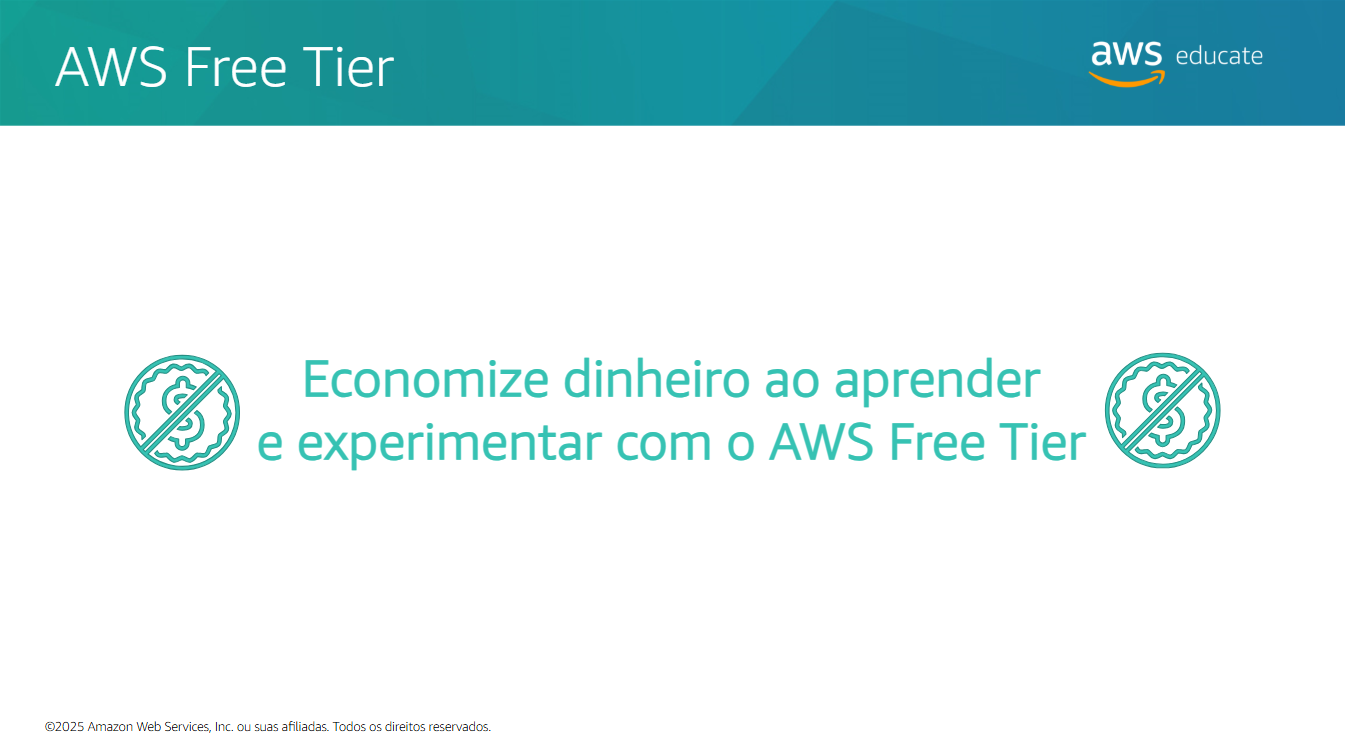 AWS Free Tier
aws educate
Economize dinheiro ao aprender
e experimentar com o AWS Free Tier
©2025 Amazon Web Services, Inc. ou suas afiliadas. Todos os direitos reservados.